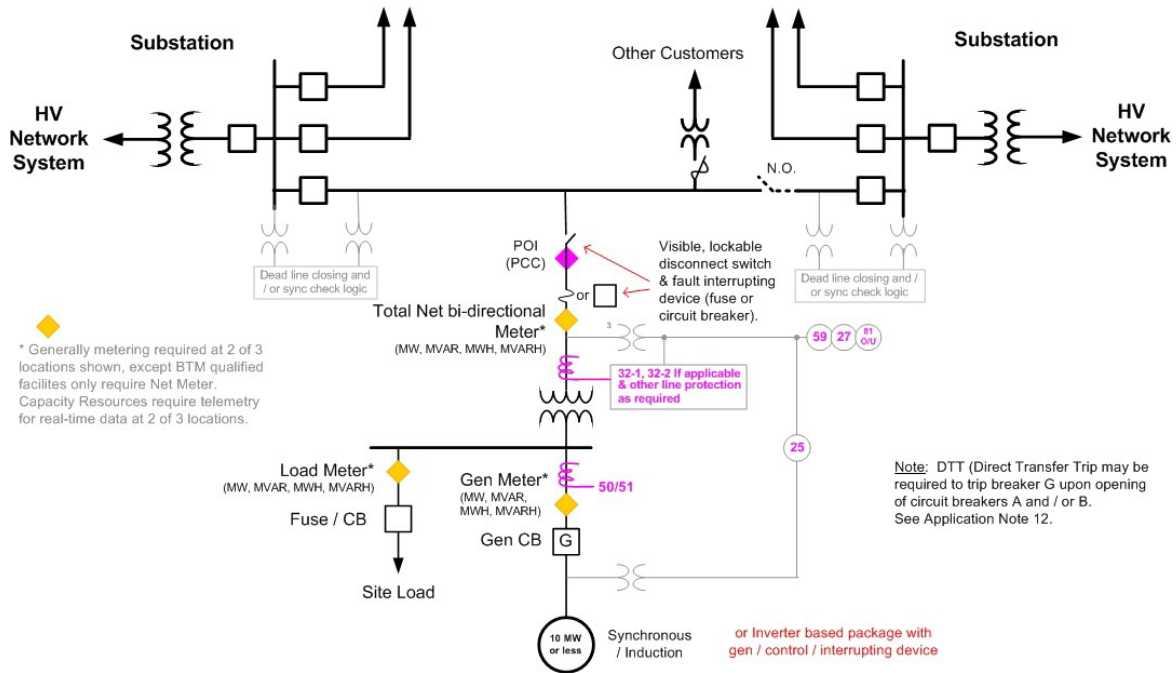 Substation
Substation
Other Customers
HV
Network
System
HV
Network
System
N.O.
POI
(PCC)
Visible, lockable
disconnect switch
& fault interrupting
device (fuse or
circuit breaker).
Dead line closing and
/ or sync check logic
Dead line closing and /
or sync check logic
or
Total Net bi-directional
Meter*
(MW, MVAR, MWH, MVARH)
3
59
27
81
O/U
* Generally metering required at 2 of 3
locations shown, except BTM qualified
facilites only require Net Meter.
Capacity Resources require telemetry
for real-time data at 2 of 3 locations.
32-1, 32-2 If applicable
& other line protection
as required
25
Load Meter*
(MW, MVAR, MWH, MVARH)
Gen Meter*
(MW, MVAR,
MWH, MVARH)
50/51
Note: DTT (Direct Transfer Trip may be
required to trip breaker G upon opening
of circuit breakers A and / or B.
See Application Note 12.
Fuse / CB
Gen CB
G
Site Load
10 MW
or less
Synchronous
/ Induction
or Inverter based package with
gen / control / interrupting device